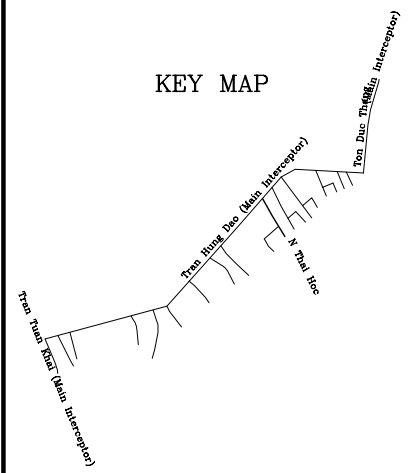 KEY MAP
Ton Duc Thang (Main Interceptor)
Tran Hung Dao (Main Interceptor)
N Thai Hoc
Tran Tuan Khai (Main Interceptor)